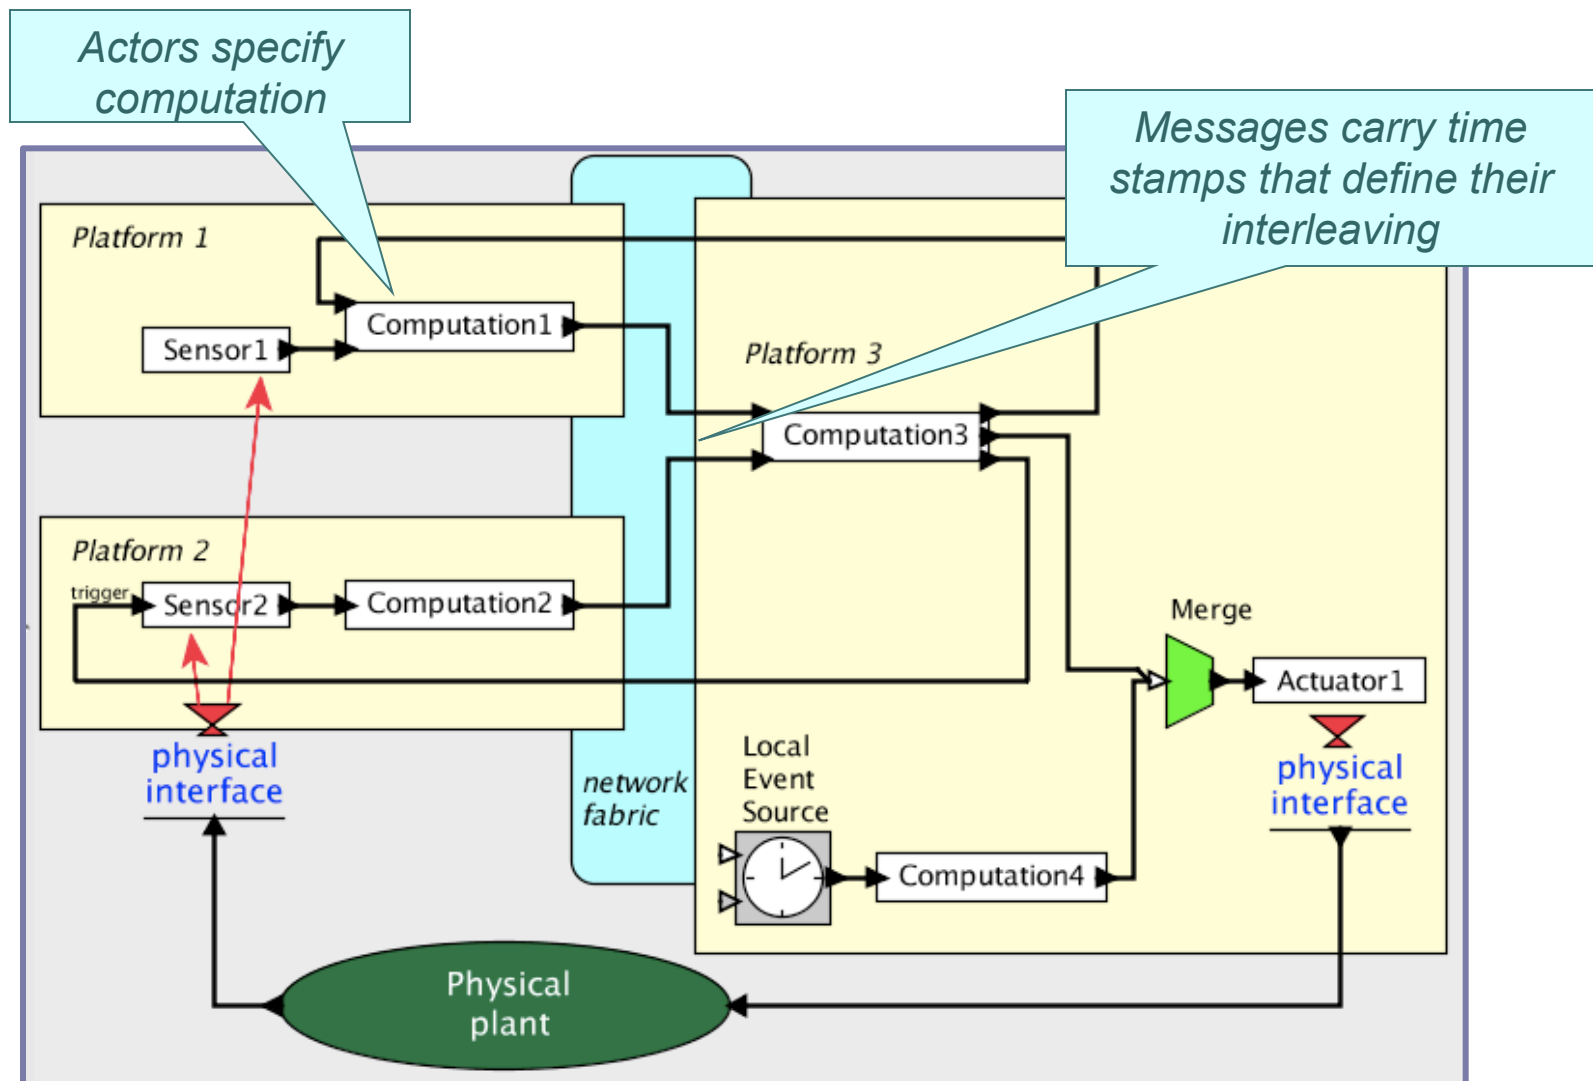 Actors specify
computation
Messages carry time
stamps that define their
interleaving
Platform 1
Computation1
Sensor1
Platform 3
Computation3
Platform 2
trigger
Sensor2
Computation2
Merge
Actuator1
physical
interface
physical
interface
network
fabric
Local
Event
Source
Computation4
Physical
plant